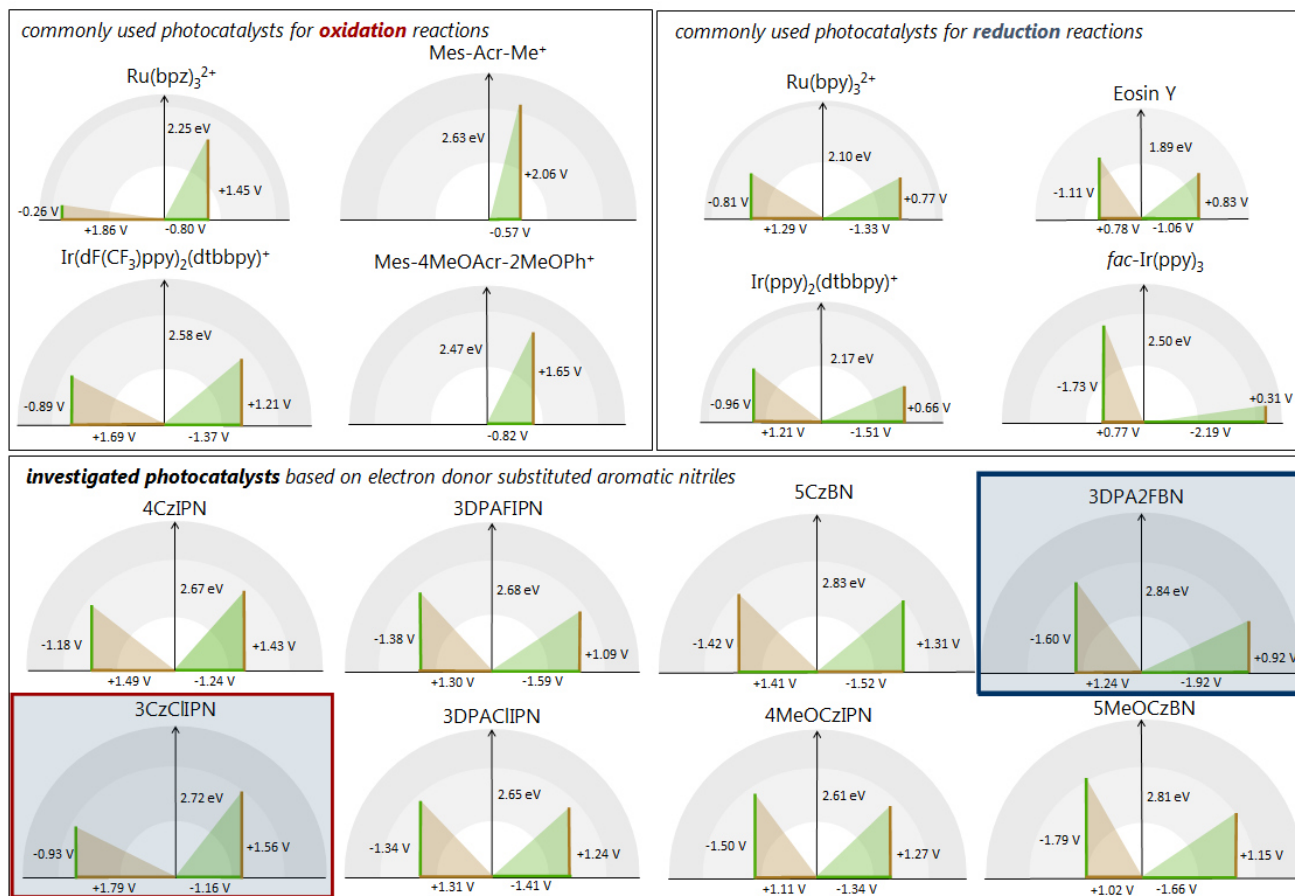 commonly used photocatalysts for oxidation reactions
Ru(bpz)₃²⁺
2.25 eV
-0.26 V
+1.45 V
+1.86 V
-0.80 V
Mes-Acr-Me⁺
2.63 eV
+2.06 V
-0.57 V
Ir(dF(CF₃)ppy)₂(dtbbpy)⁺
2.58 eV
-0.89 V
+1.21 V
+1.69 V
-1.37 V
Mes-4MeOAcr-2MeOPh⁺
2.47 eV
+1.65 V
-0.82 V
commonly used photocatalysts for reduction reactions
Ru(bpy)₃²⁺
2.10 eV
-0.81 V
+0.77 V
+1.29 V
-1.33 V
Eosin Y
1.89 eV
-1.11 V
+0.83 V
+0.78 V
-1.06 V
Ir(ppy)₂(dtbbpy)⁺
2.17 eV
-0.96 V
+0.66 V
+1.21 V
-1.51 V
fac-Ir(ppy)₃
2.50 eV
-1.73 V
+0.31 V
+0.77 V
-2.19 V
investigated photocatalysts based on electron donor substituted aromatic nitriles
4CzIPN
2.67 eV
-1.18 V
+1.43 V
+1.49 V
-1.24 V
3DPAFIPN
2.68 eV
-1.38 V
+1.09 V
+1.30 V
-1.59 V
5CzBN
2.83 eV
-1.42 V
+1.31 V
+1.41 V
-1.52 V
3DPA2FBN
2.84 eV
-1.60 V
+0.92 V
+1.24 V
-1.92 V
3CzClIPN
2.72 eV
-0.93 V
+1.56 V
+1.79 V
-1.16 V
3DPAClIPN
2.65 eV
-1.34 V
+1.24 V
+1.31 V
-1.41 V
4MeOCzIPN
2.61 eV
-1.50 V
+1.27 V
+1.11 V
-1.34 V
5MeOCzBN
2.81 eV
-1.79 V
+1.15 V
+1.02 V
-1.66 V